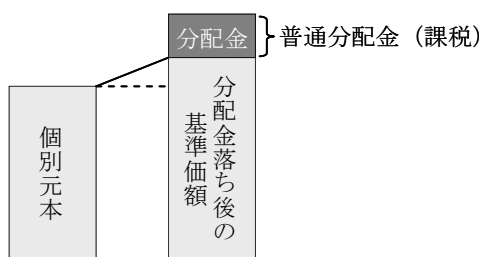 分配金
普通分配金（課税）
個別元本
分配金落ち後の
基準価額